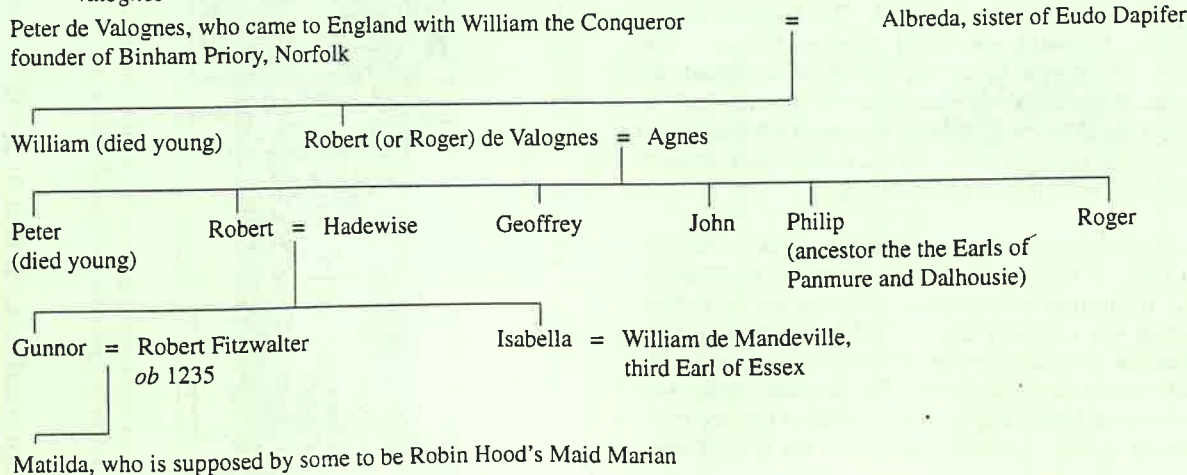 Valognes
Peter de Valognes, who came to England with William the Conqueror = Albreda, sister of Eudo Dapifer
founder of Binham Priory, Norfolk
William (died young) Robert (or Roger) de Valognes = Agnes
Peter Robert = Hadewise Geoffrey John Philip Roger
(died young) (ancestor the the Earls of
Panmure and Dalhousie)
Gunnor = Robert Fitzwalter Isabella = William de Mandeville,
ob 1235 third Earl of Essex
Matilda, who is supposed by some to be Robin Hood's Maid Marian